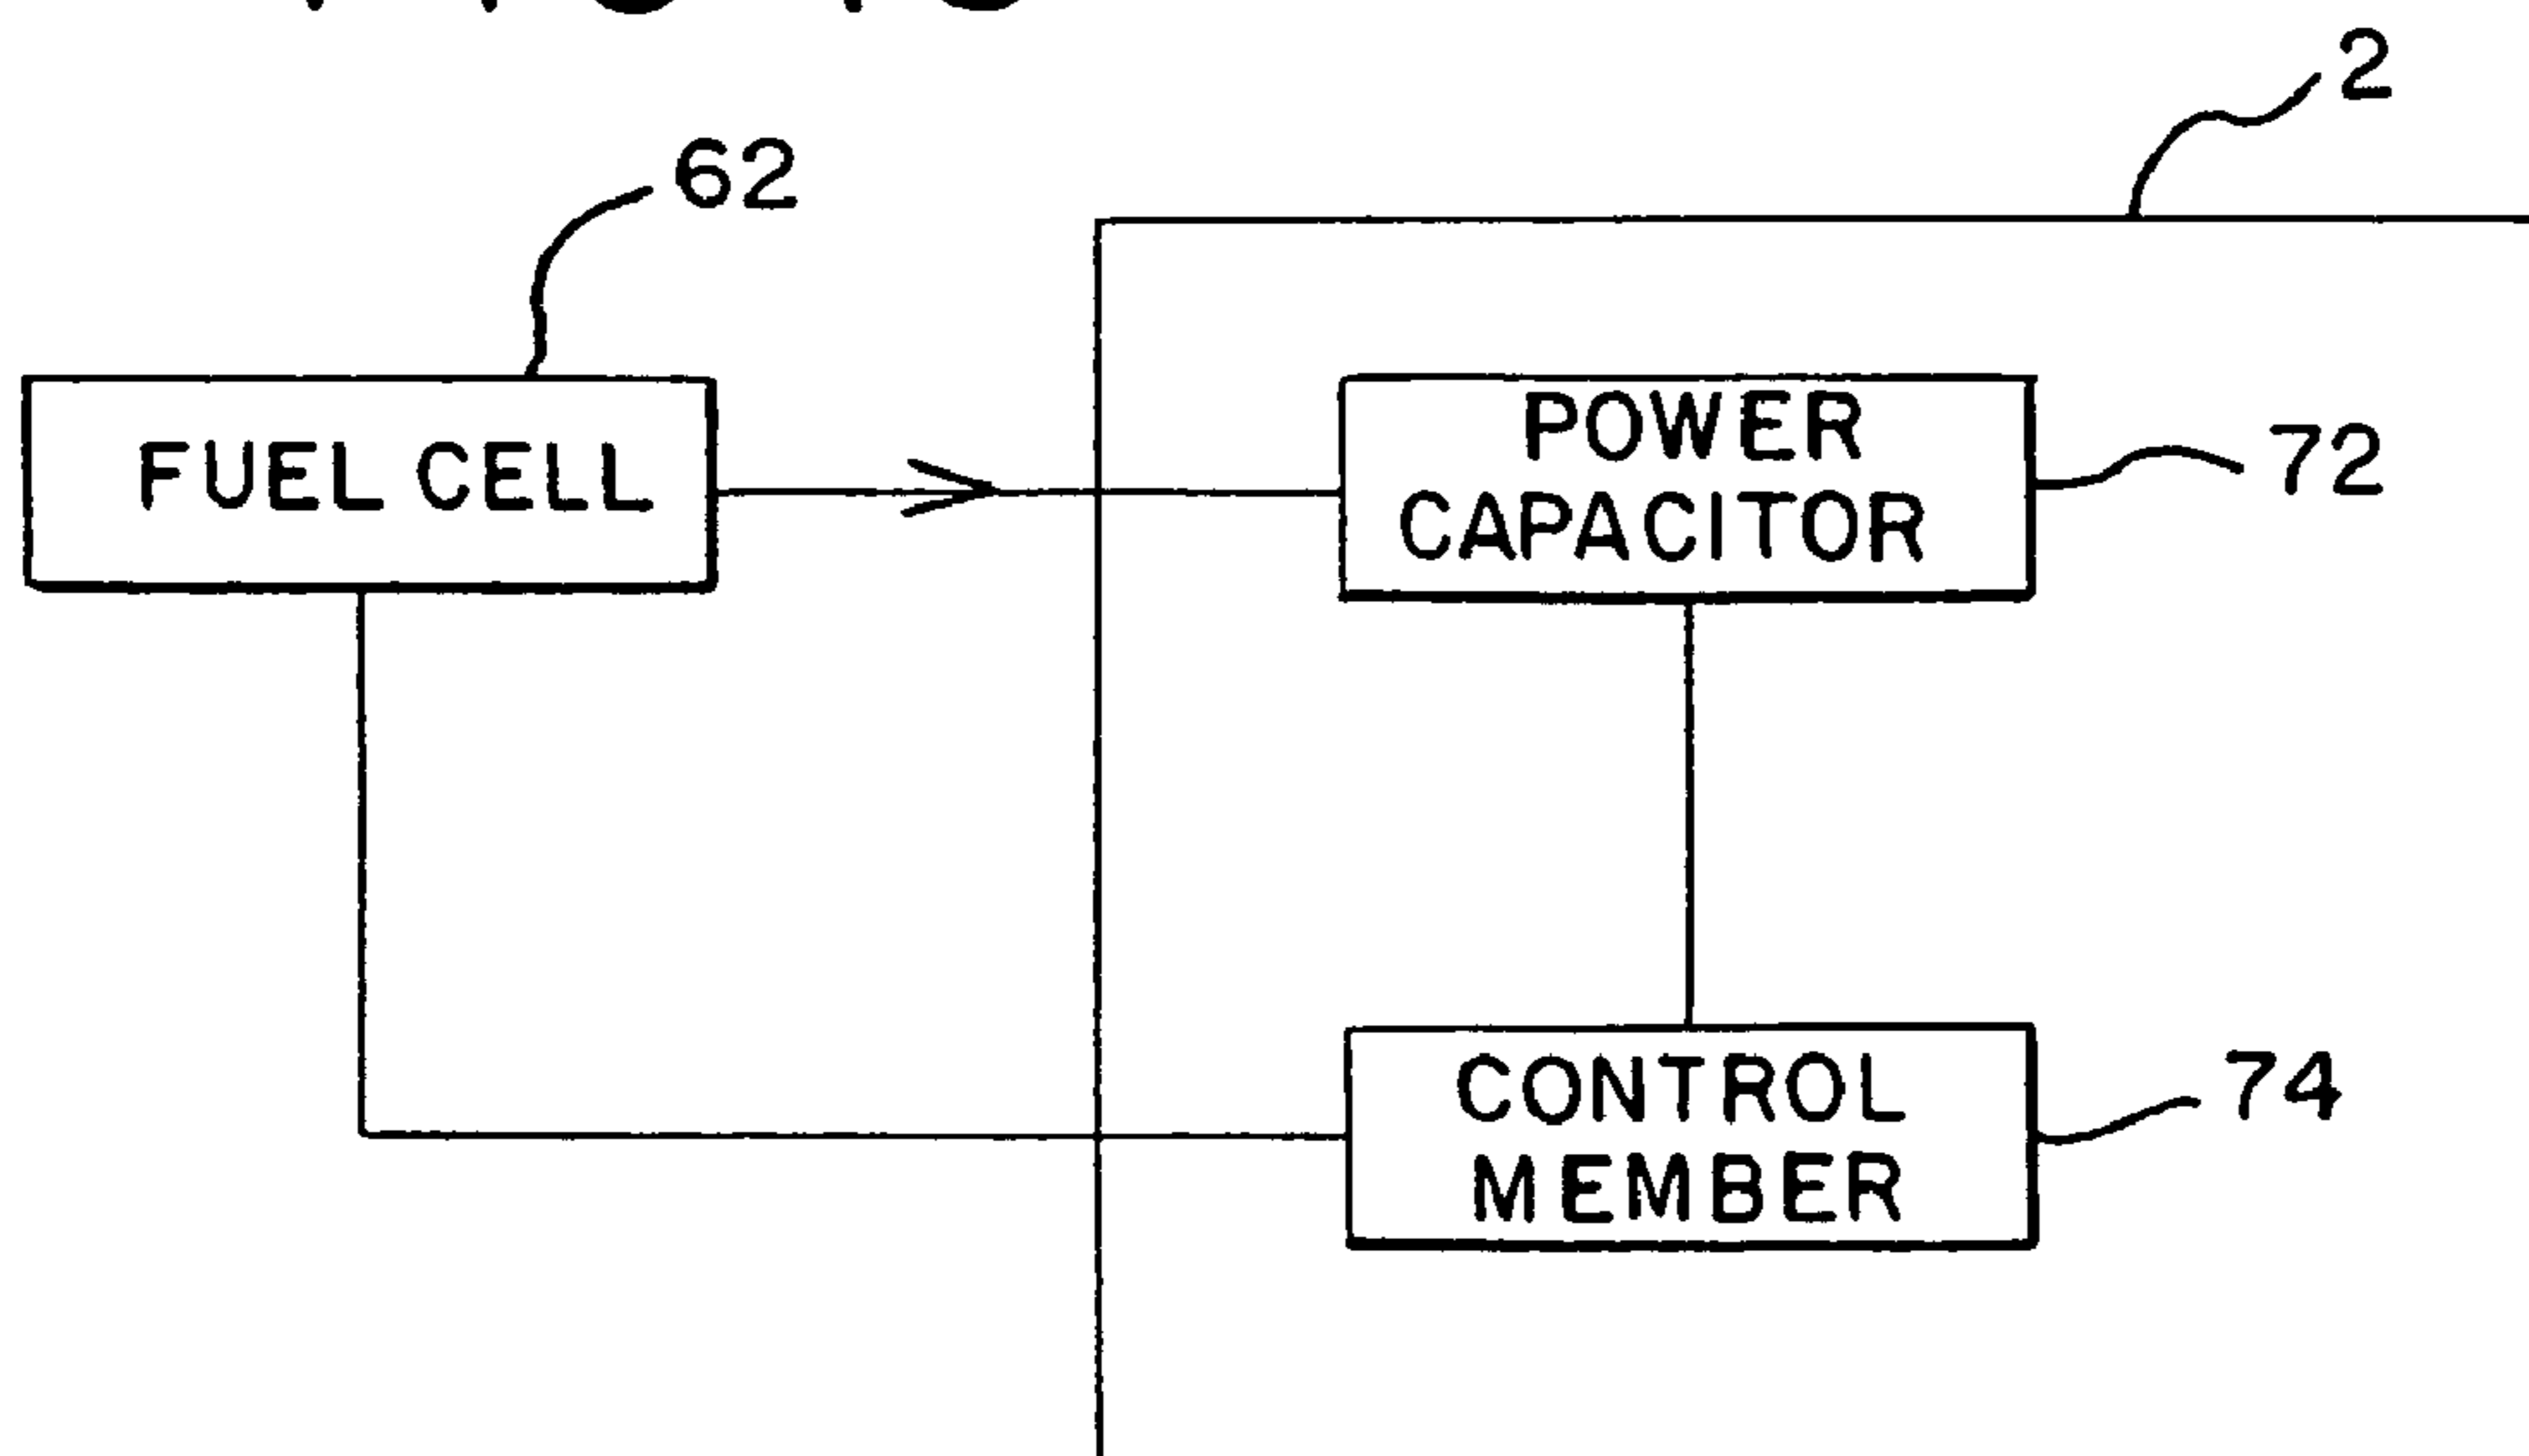 2
62
FUEL CELL
POWER
CAPACITOR
72
CONTROL
MEMBER
74